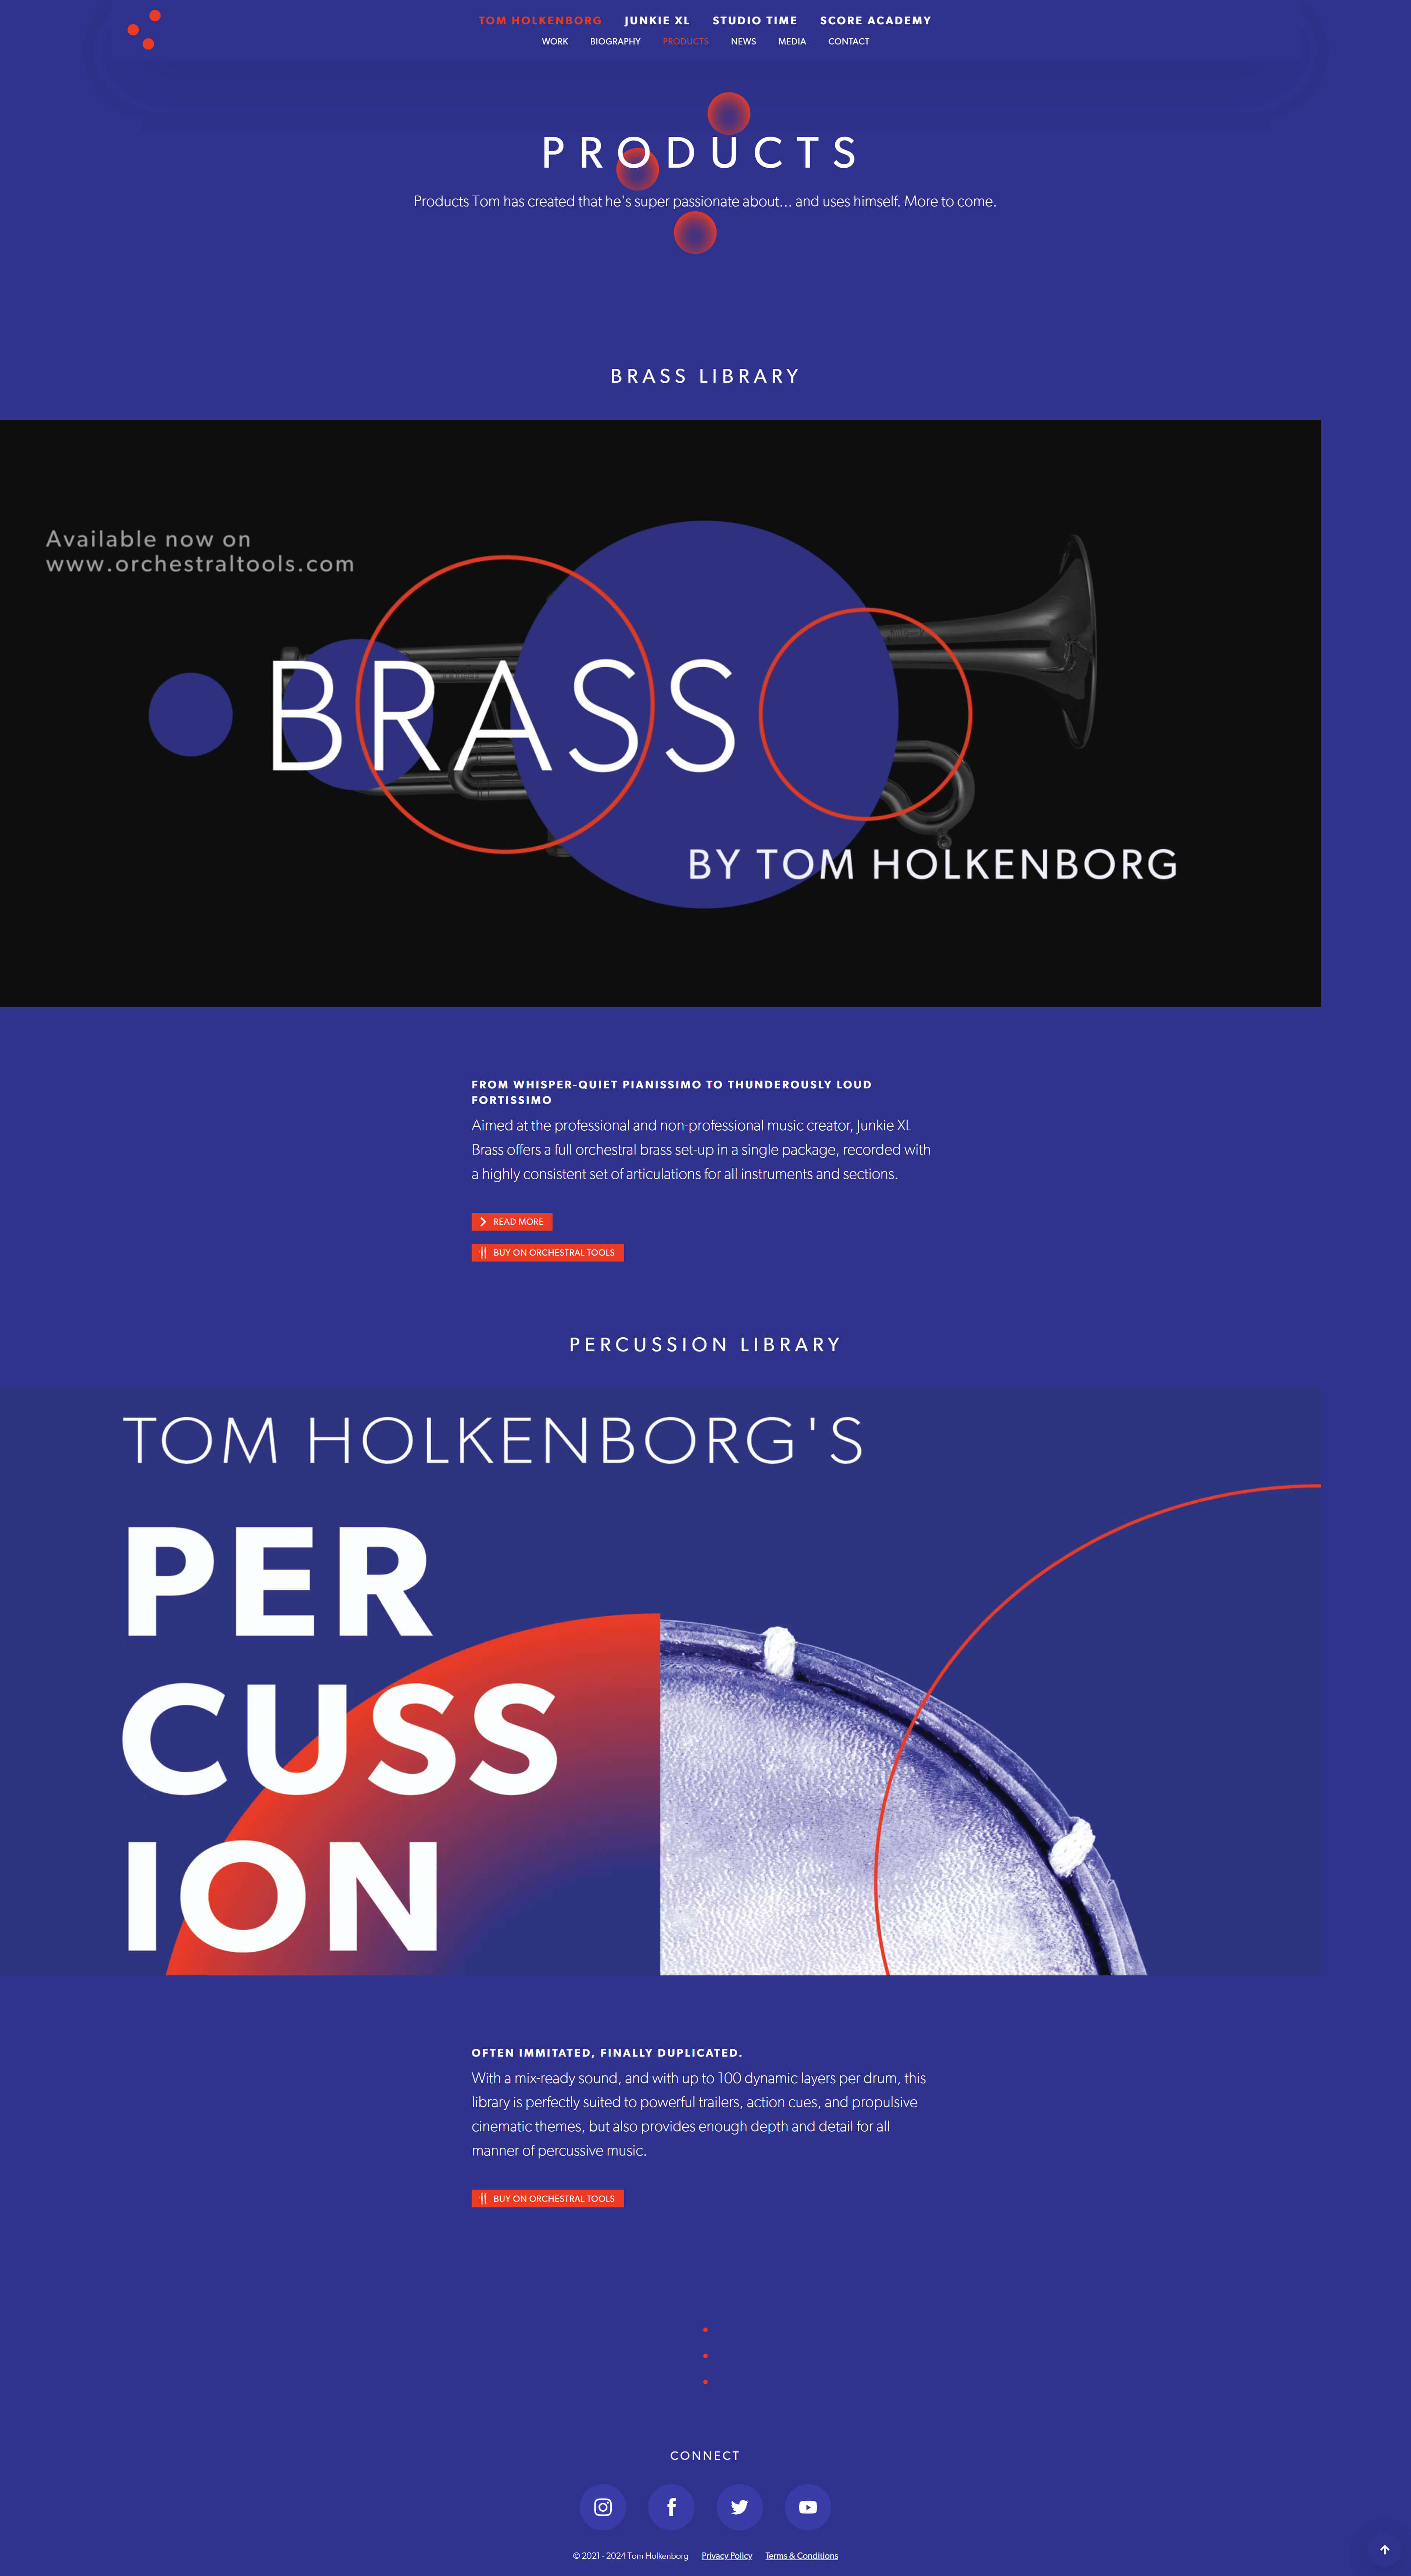 TOM HOLKENBORG JUNKIE XL STUDIO TIME SCORE ACADEMY
WORK BIOGRAPHY PRODUCTS NEWS MEDIA CONTACT
PRODUCTS
Products Tom has created that he's super passionate about... and uses himself. More to come.
BRASS LIBRARY
Available now on
www.orchestraltools.com
BRASS
BY TOM HOLKENBORG
FROM WHISPER-QUIET PIANISSIMO TO THUNDEROUSLY LOUD
FORTISSIMO
Aimed at the professional and non-professional music creator, Junkie XL
Brass offers a full orchestral brass set-up in a single package, recorded with
a highly consistent set of articulations for all instruments and sections.
READ MORE
BUY ON ORCHESTRAL TOOLS
PERCUSSION LIBRARY
TOM HOLKENBORG'S
PER
CUSS
ION
OFTEN IMMITATED, FINALLY DUPLICATED.
With a mix-ready sound, and with up to 100 dynamic layers per drum, this
library is perfectly suited to powerful trailers, action cues, and propulsive
cinematic themes, but also provides enough depth and detail for all
manner of percussive music.
BUY ON ORCHESTRAL TOOLS
CONNECT
© 2021 - 2024 Tom Holkenborg Privacy Policy Terms & Conditions